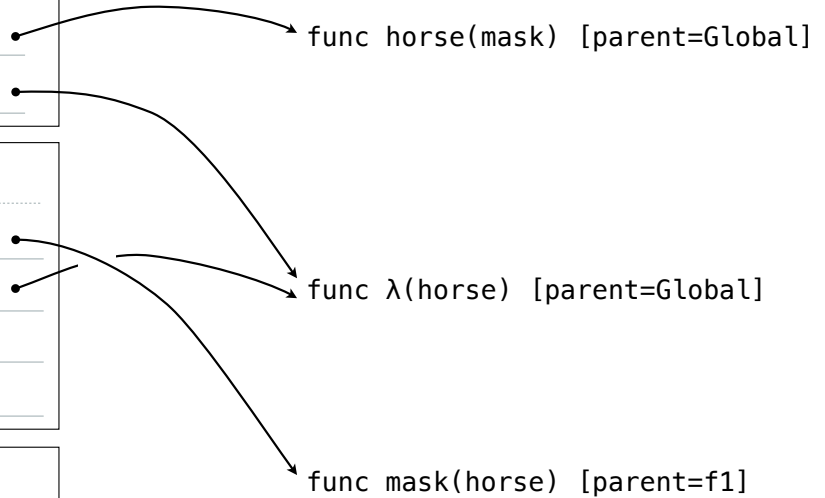 func horse(mask) [parent=Global]
func λ(horse) [parent=Global]
func mask(horse) [parent=f1]